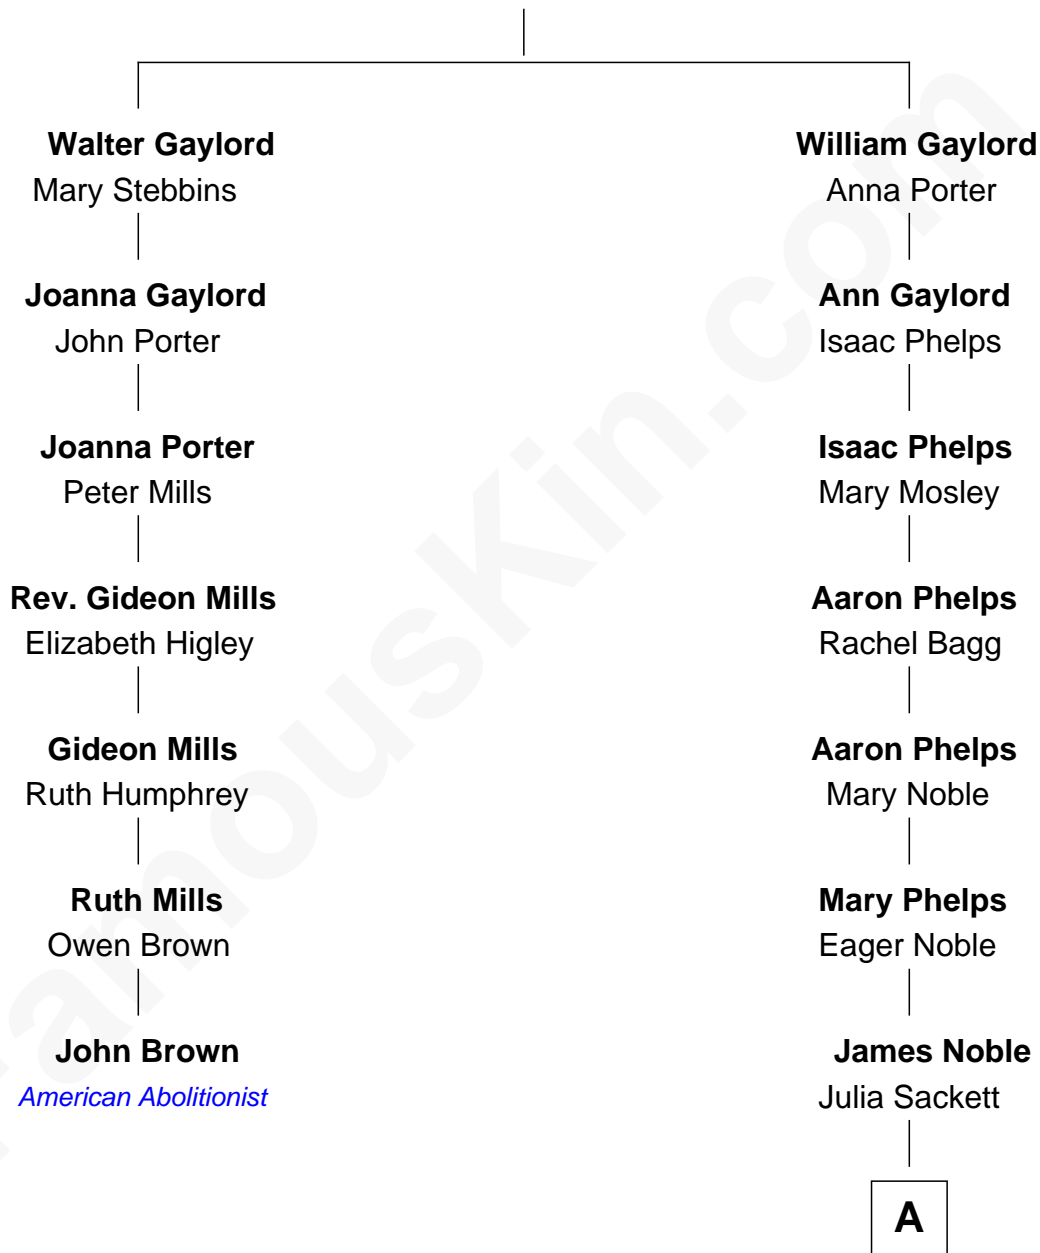 Walter Gaylord
Mary Stebbins
Joanna Gaylord
John Porter
Joanna Porter
Peter Mills
Rev. Gideon Mills
Elizabeth Higley
Gideon Mills
Ruth Humphrey
Ruth Mills
Owen Brown
John Brown
American Abolitionist
William Gaylord
Anna Porter
Ann Gaylord
Isaac Phelps
Isaac Phelps
Mary Mosley
Aaron Phelps
Rachel Bagg
Aaron Phelps
Mary Noble
Mary Phelps
Eager Noble
James Noble
Julia Sackett
A
FamousKin.com